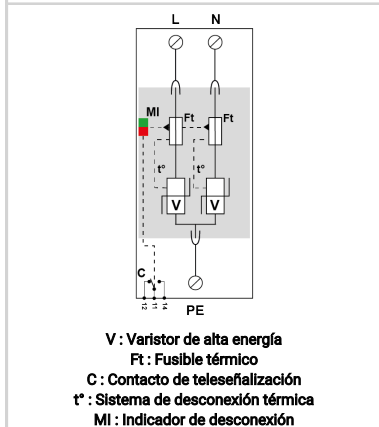 L N
MI Ft Ft
t° t°
V V
C
12 11 14
PE
V : Varistor de alta energía
Ft : Fusible térmico
C : Contacto de teleseñalización
t° : Sistema de desconexión térmica
MI : Indicador de desconexión